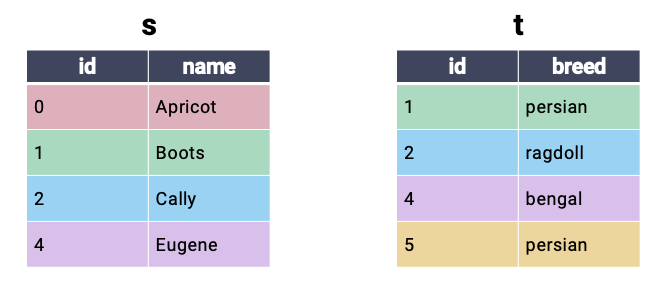 s t
id name id breed
0 Apricot 1 persian
1 Boots 2 ragdoll
2 Cally 4 bengal
4 Eugene 5 persian